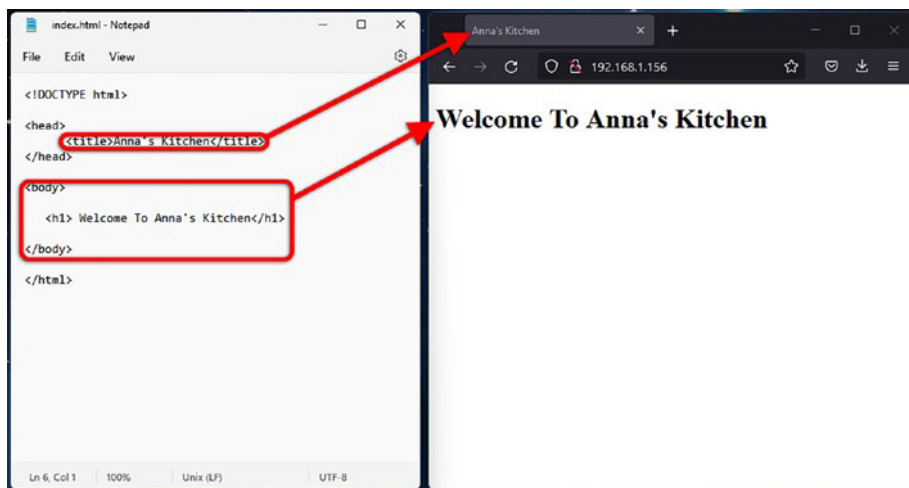 index.html - Notepad
File Edit View
<!DOCTYPE html>
<head>
<title>Anna's Kitchen</title>
</head>
<body>
<h1> Welcome To Anna's Kitchen</h1>
</body>
</html>
Ln 6, Col 1 100% Unix (LF) UTF-8
Anna's Kitchen
192.168.1.156
Welcome To Anna's Kitchen